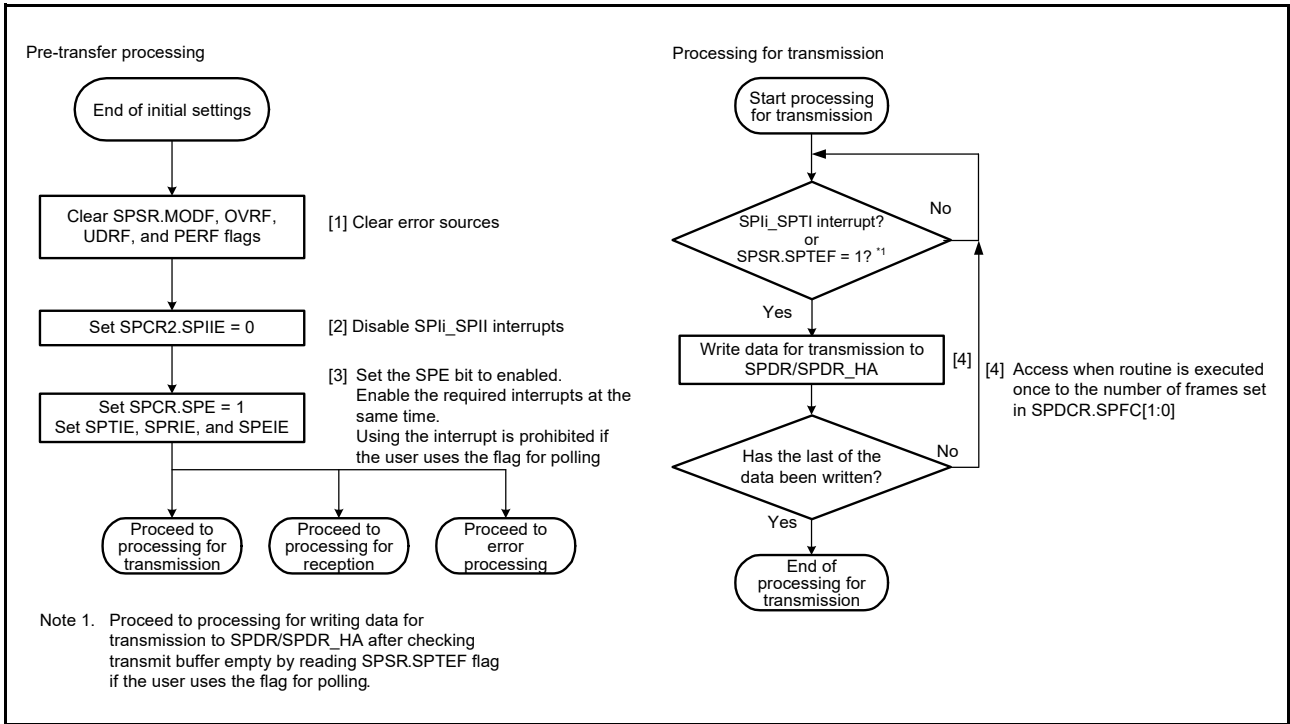 Pre-transfer processing
End of initial settings
Clear SPSR.MODF, OVRF,
UDRF, and PERF flags
[1] Clear error sources
Set SPCR2.SPIIE = 0
[2] Disable SPIi_SPII interrupts
Set SPCR.SPE = 1
Set SPTIE, SPRIE, and SPEIE
[3] Set the SPE bit to enabled.
Enable the required interrupts at the
same time.
Using the interrupt is prohibited if
the user uses the flag for polling
Proceed to
processing for
transmission
Proceed to
processing for
reception
Proceed to
error
processing
Note 1. Proceed to processing for writing data for
transmission to SPDR/SPDR_HA after checking
transmit buffer empty by reading SPSR.SPTEF flag
if the user uses the flag for polling.
Processing for transmission
Start processing
for transmission
SPIi_SPTI interrupt?
or
SPSR.SPTEF = 1? *1
No
Yes
Write data for transmission to
SPDR/SPDR_HA
[4]
[4] Access when routine is executed
once to the number of frames set
in SPDCR.SPFC[1:0]
Has the last of the
data been written?
No
Yes
End of
processing for
transmission